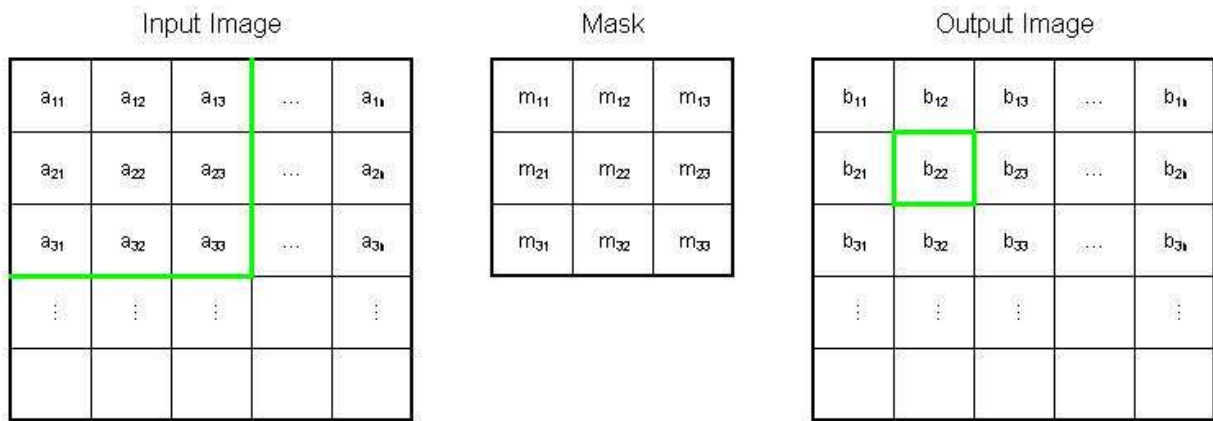 Input Image Mask Output Image
a₁₁ a₁₂ a₁₃ ... a₁ₙ m₁₁ m₁₂ m₁₃ b₁₁ b₁₂ b₁₃ ... b₁ₙ
a₂₁ a₂₂ a₂₃ ... a₂ₙ m₂₁ m₂₂ m₂₃ b₂₁ b₂₂ b₂₃ ... b₂ₙ
a₃₁ a₃₂ a₃₃ ... a₃ₙ m₃₁ m₃₂ m₃₃ b₃₁ b₃₂ b₃₃ ... b₃ₙ
⋮ ⋮ ⋮ ⋮ ⋮ ⋮ ⋮ ⋮